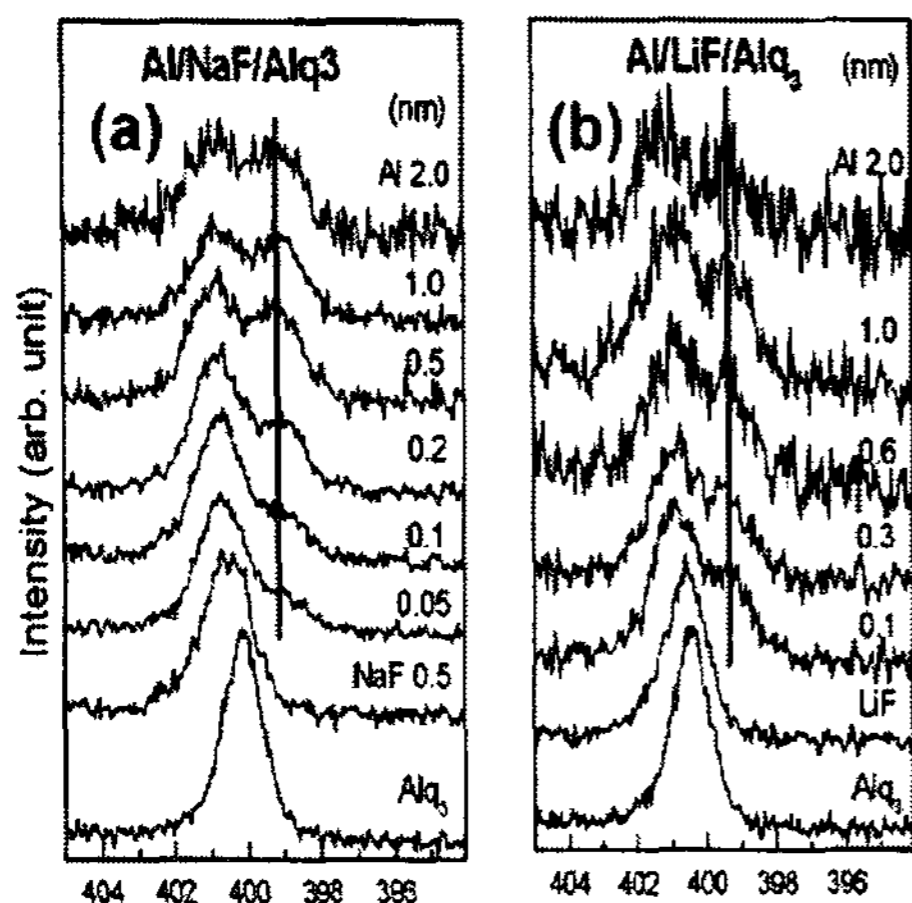 Intensity (arb. unit)
Al/NaF/Alq3
(a)
(nm)
Al 2.0
1.0
0.5
0.2
0.1
0.05
NaF 0.5
Alq3
404 402 400 398 396
Al/LiF/Alq3
(b)
(nm)
Al 2.0
1.0
0.6
0.3
0.1
LiF
Alq3
404 402 400 398 396